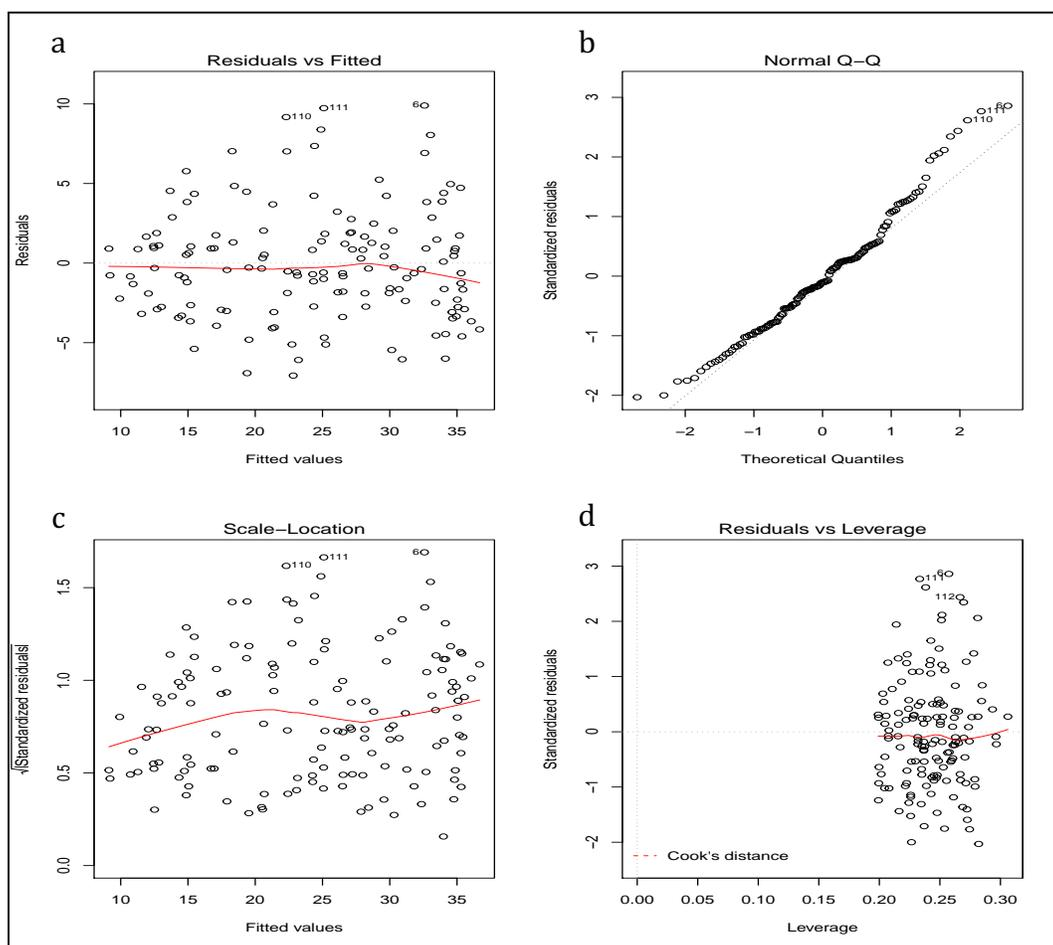 a
Residuals vs Fitted
Residuals
10
5
0
−5
110
111
6
10 15 20 25 30 35
Fitted values
b
Normal Q−Q
Standardized residuals
3
2
1
0
−1
−2
6
111
110
−2 −1 0 1 2
Theoretical Quantiles
c
Scale−Location
√|Standardized residuals|
1.5
1.0
0.5
0.0
110
111
6
10 15 20 25 30 35
Fitted values
d
Residuals vs Leverage
Standardized residuals
3
2
1
0
−1
−2
6
111
112
Cook's distance
0.00 0.05 0.10 0.15 0.20 0.25 0.30
Leverage